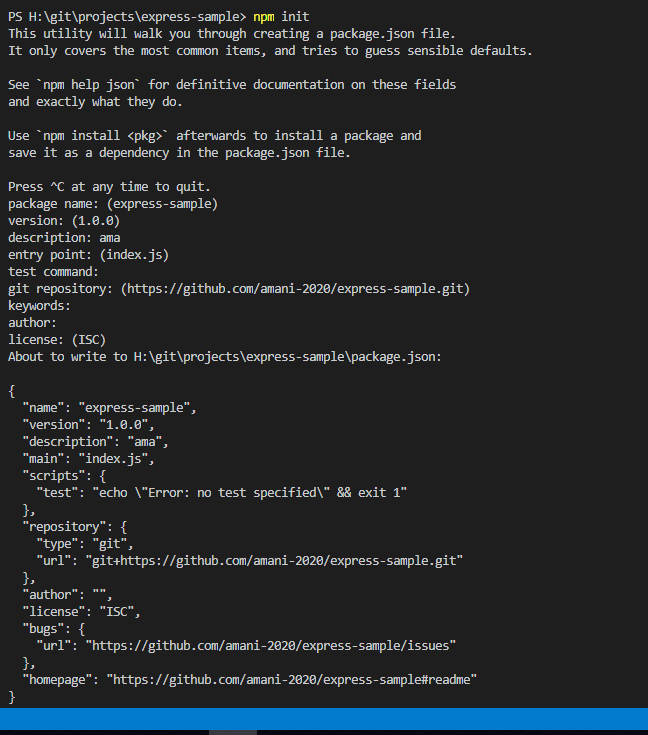 PS H:\git\projects\express-sample> npm init
This utility will walk you through creating a package.json file.
It only covers the most common items, and tries to guess sensible defaults.

See `npm help json` for definitive documentation on these fields
and exactly what they do.

Use `npm install <pkg>` afterwards to install a package and
save it as a dependency in the package.json file.

Press ^C at any time to quit.
package name: (express-sample)
version: (1.0.0)
description: ama
entry point: (index.js)
test command:
git repository: (https://github.com/amani-2020/express-sample.git)
keywords:
author:
license: (ISC)
About to write to H:\git\projects\express-sample\package.json:

{
  "name": "express-sample",
  "version": "1.0.0",
  "description": "ama",
  "main": "index.js",
  "scripts": {
    "test": "echo \"Error: no test specified\" && exit 1"
  },
  "repository": {
    "type": "git",
    "url": "git+https://github.com/amani-2020/express-sample.git"
  },
  "author": "",
  "license": "ISC",
  "bugs": {
    "url": "https://github.com/amani-2020/express-sample/issues"
  },
  "homepage": "https://github.com/amani-2020/express-sample#readme"
}